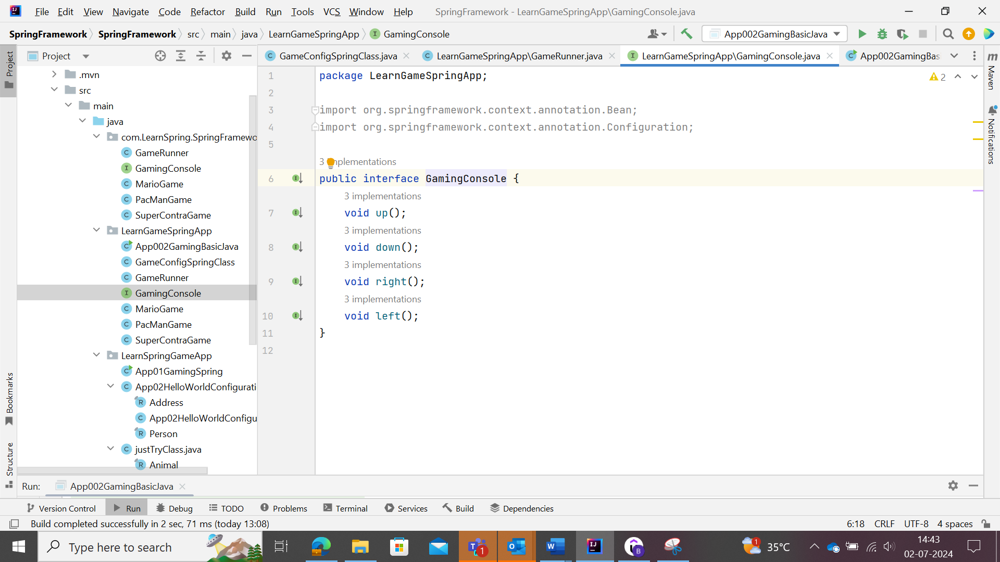 File Edit View Navigate Code Refactor Build Run Tools VCS Window Help SpringFramework - LearnGameSpringApp\GamingConsole.java
SpringFramework SpringFramework src main java LearnGameSpringApp GamingConsole App002GamingBasicJava
Project
GameConfigSpringClass.java LearnGameSpringApp\GameRunner.java LearnGameSpringApp\GamingConsole.java App002GamingBas
Project
Bookmarks
Structure
.mvn
src
main
java
com.LearnSpring.SpringFramewo
GameRunner
GamingConsole
MarioGame
PacManGame
SuperContraGame
LearnGameSpringApp
App002GamingBasicJava
GameConfigSpringClass
GameRunner
GamingConsole
MarioGame
PacManGame
SuperContraGame
LearnSpringGameApp
App01GamingSpring
App02HelloWorldConfigurati
Address
App02HelloWorldConfigu
Person
justTryClass.java
Animal
1 package LearnGameSpringApp;
2
3 import org.springframework.context.annotation.Bean;
4 import org.springframework.context.annotation.Configuration;
5
3 implementations
6 public interface GamingConsole {
3 implementations
7 void up();
3 implementations
8 void down();
3 implementations
9 void right();
3 implementations
10 void left();
11 }
12
2
Maven
Notifications
Run: App002GamingBasicJava
Version Control Run Debug TODO Problems Terminal Services Build Dependencies
Build completed successfully in 2 sec, 71 ms (today 13:08) 6:18 CRLF UTF-8 4 spaces
Type here to search
1
1
35°C
14:43
02-07-2024